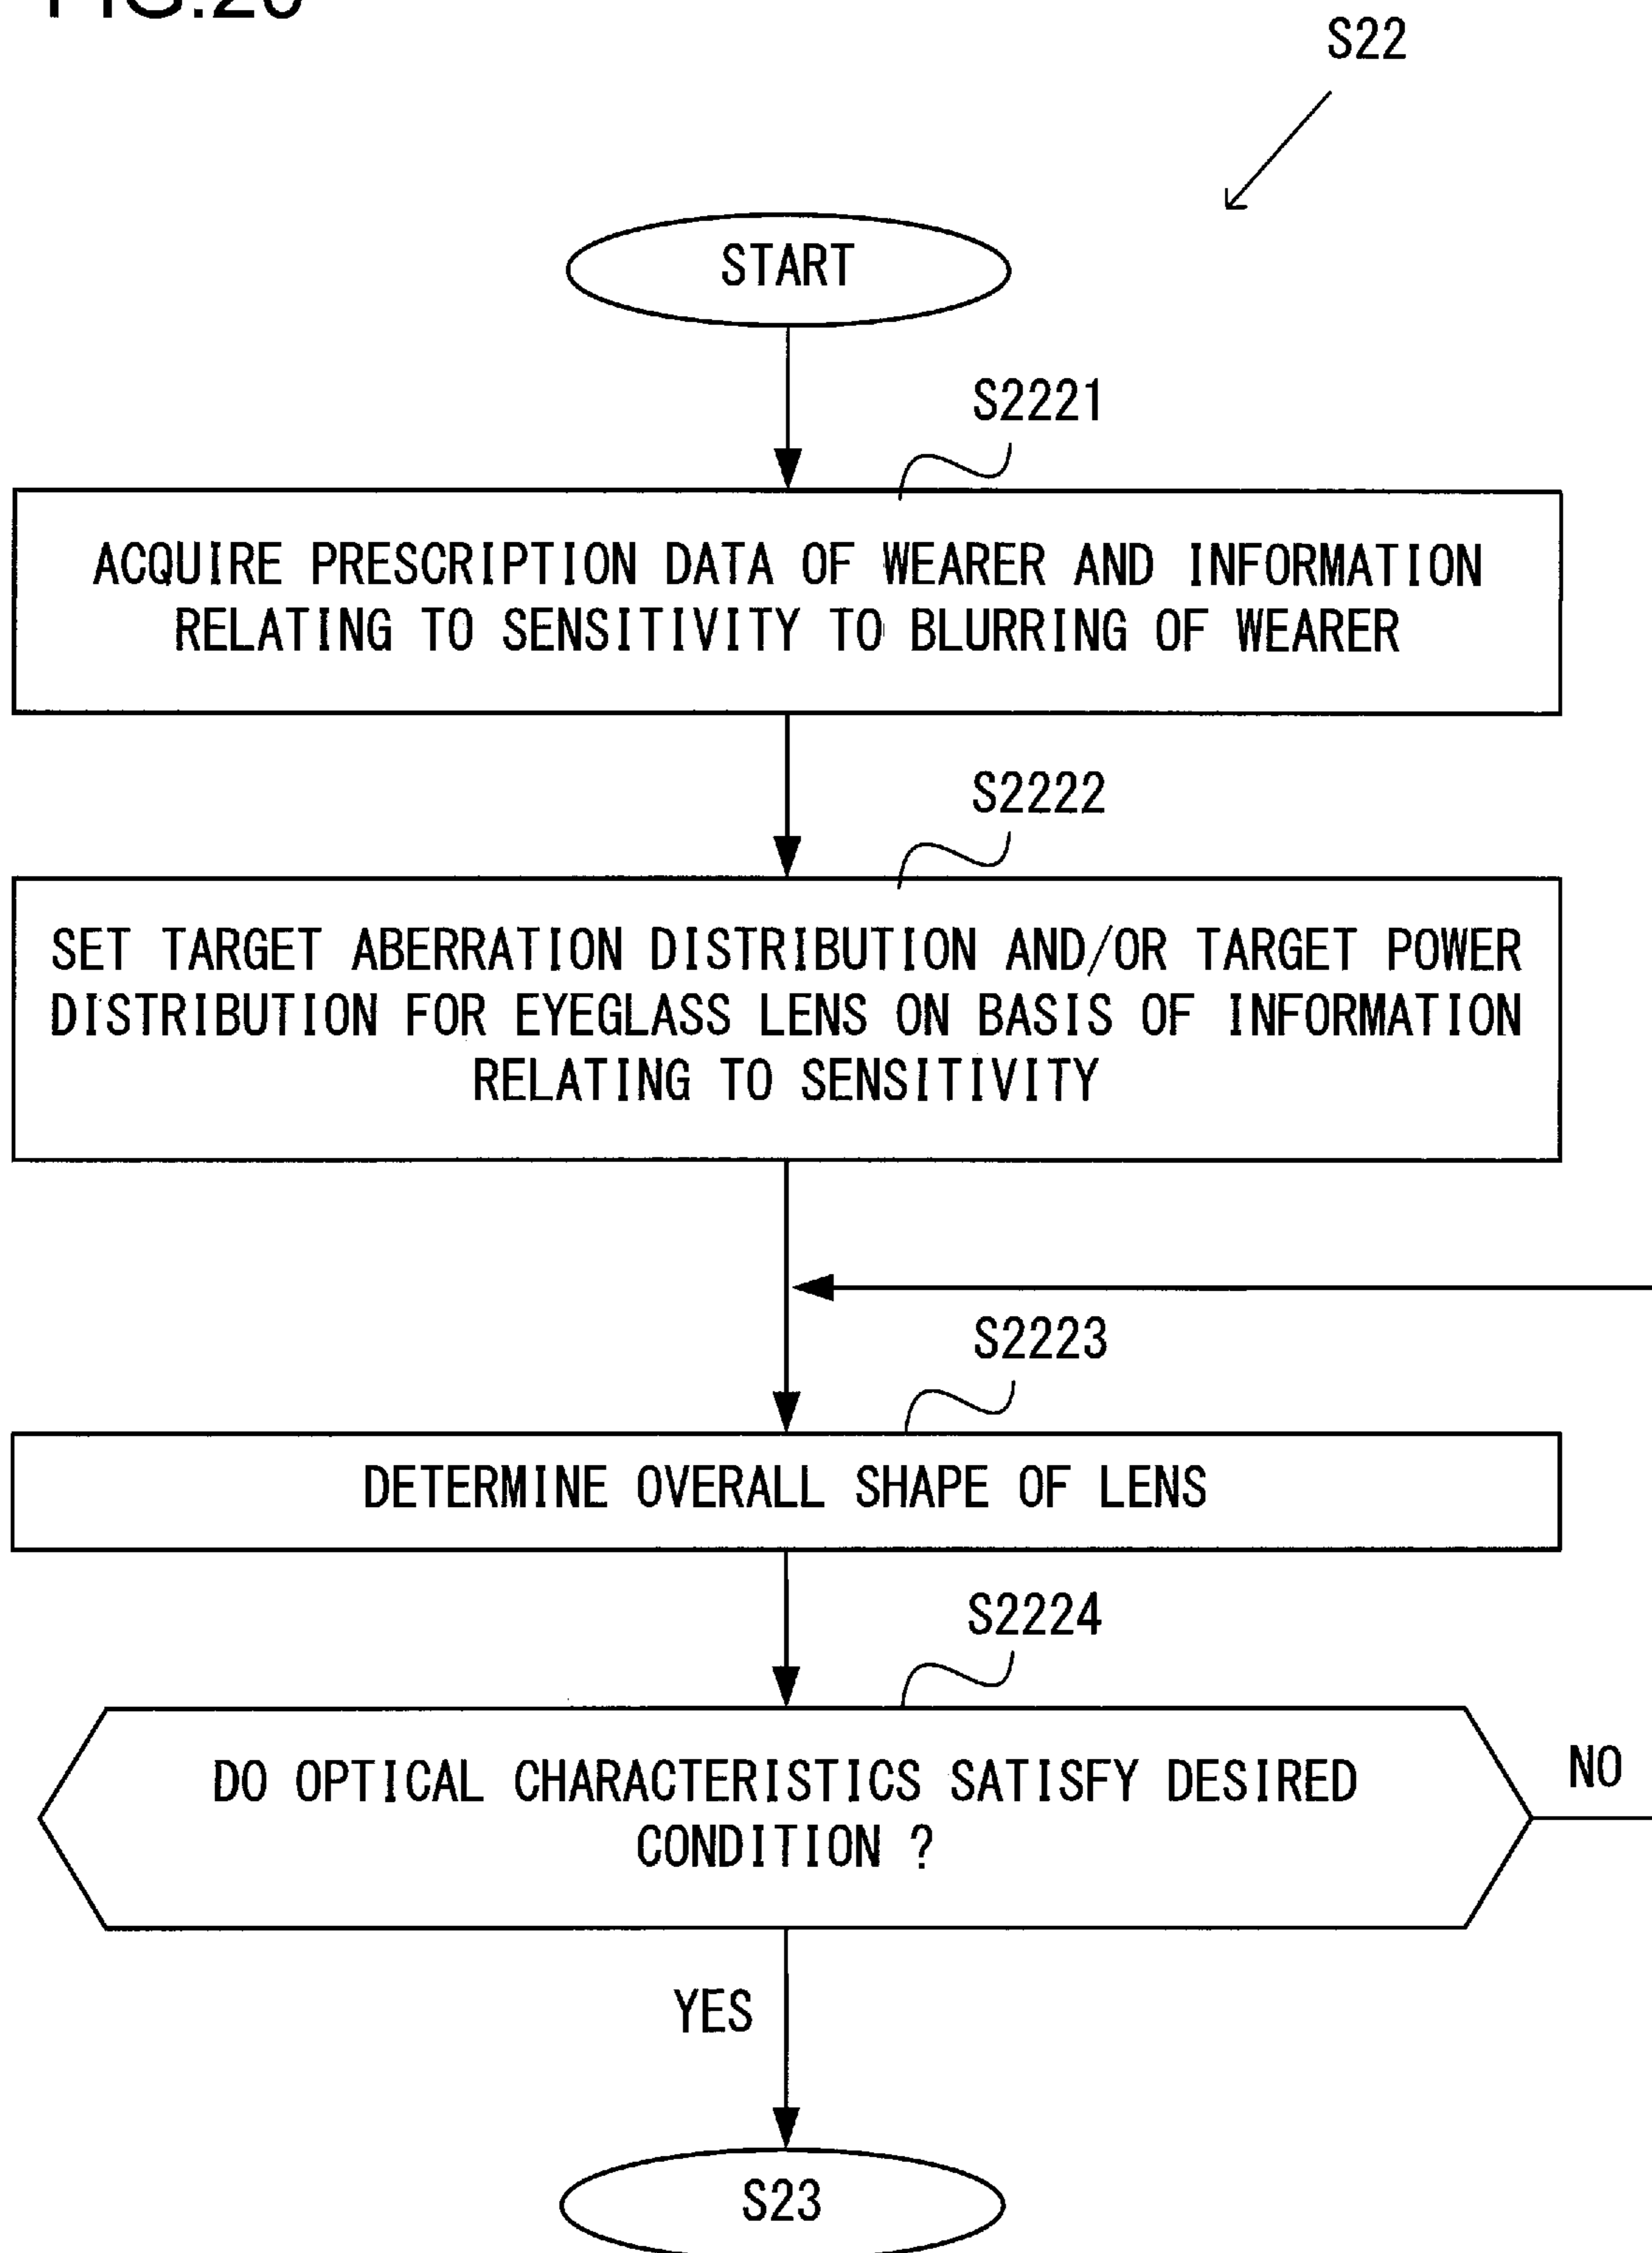 S22
START
S2221
ACQUIRE PRESCRIPTION DATA OF WEARER AND INFORMATION
RELATING TO SENSITIVITY TO BLURRING OF WEARER
S2222
SET TARGET ABERRATION DISTRIBUTION AND/OR TARGET POWER
DISTRIBUTION FOR EYEGLASS LENS ON BASIS OF INFORMATION
RELATING TO SENSITIVITY
S2223
DETERMINE OVERALL SHAPE OF LENS
S2224
DO OPTICAL CHARACTERISTICS SATISFY DESIRED
CONDITION ?
NO
YES
S23